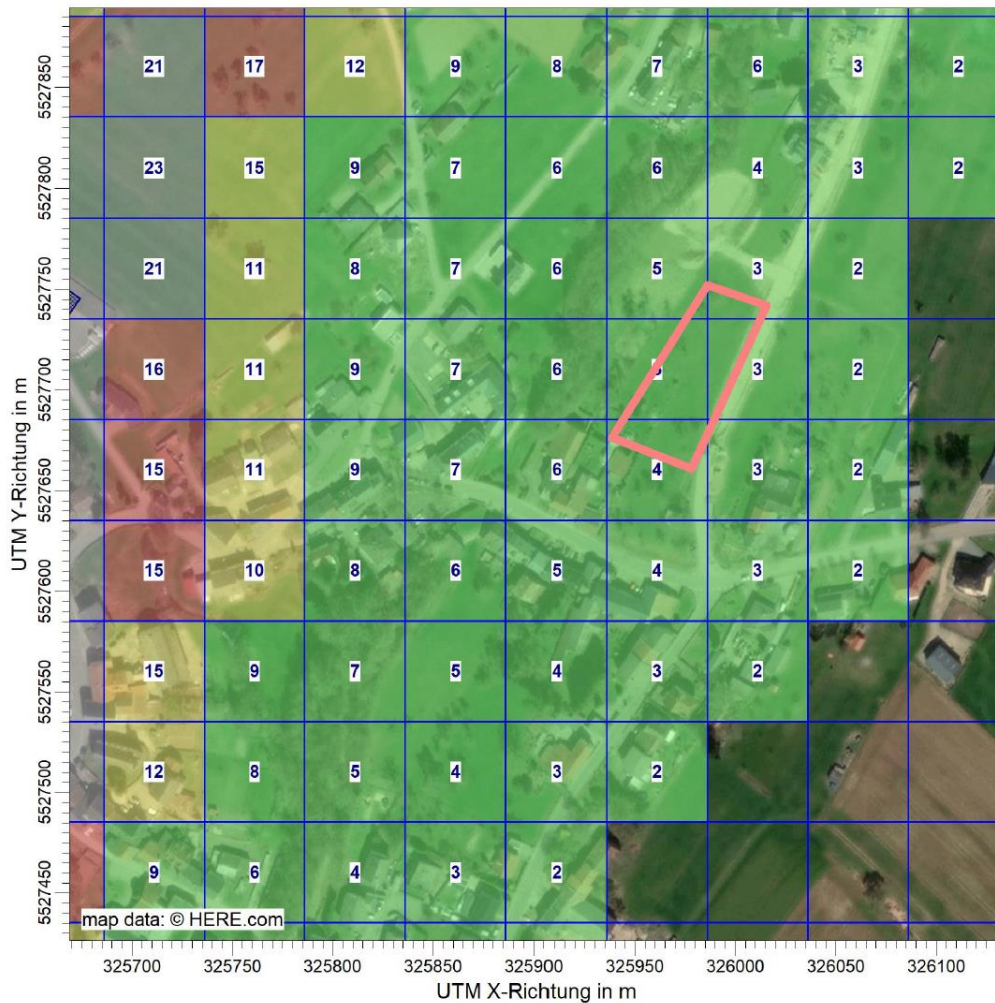 UTM Y-Richtung in m
5527850
5527800
5527750
5527700
5527650
5527600
5527550
5527500
5527450
21 17 12 9 8 7 6 3 2
23 15 9 7 6 6 4 3 2
21 11 8 7 6 5 3 2
16 11 9 7 6 3 2
15 11 9 7 6 4 3 2
15 10 8 6 5 4 3 2
15 9 7 5 4 3 2
12 8 5 4 3 2
9 6 4 3 2
map data: © HERE.com
325700 325750 325800 325850 325900 325950 326000 326050 326100
UTM X-Richtung in m